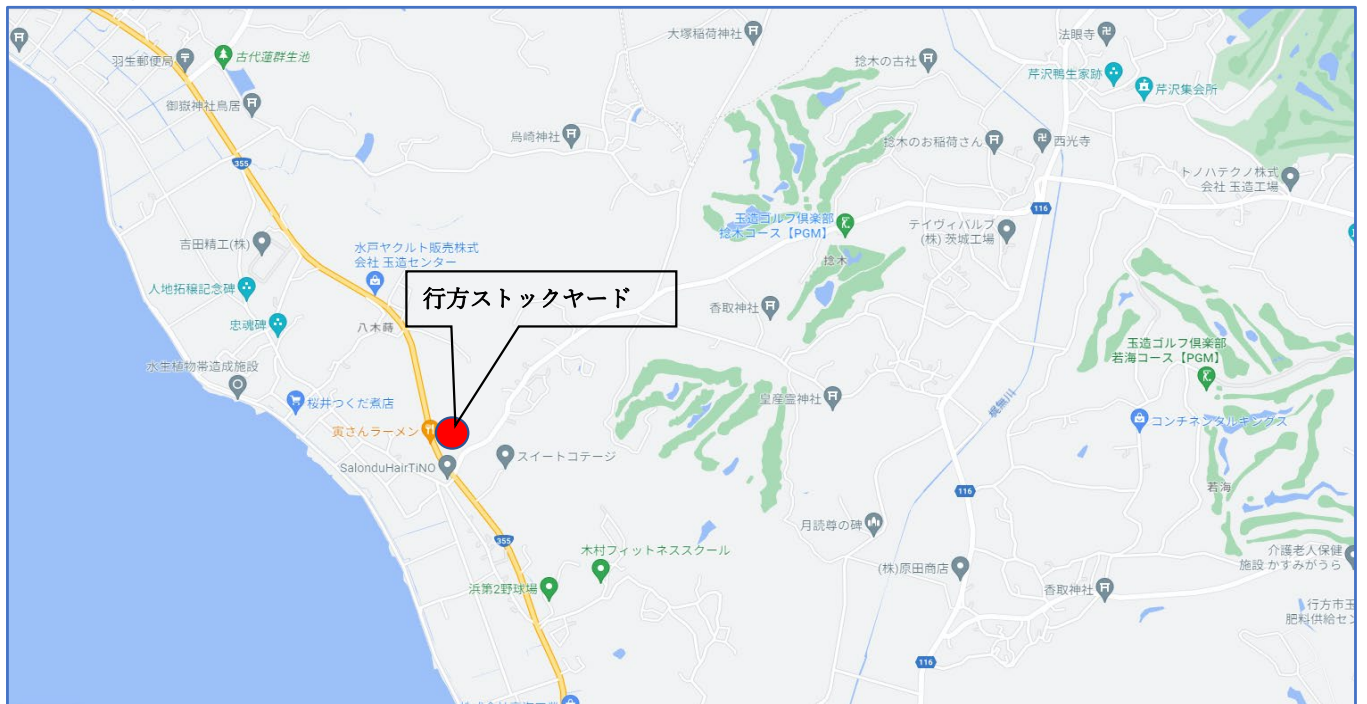 大塚稲荷神社
法眼寺
羽生郵便局
古代蓮群生池
捻木の古社
芹沢鴨生家跡
芹沢集会所
御嶽神社鳥居
鳥崎神社
捻木のお稲荷さん
西光寺
355
トノハテクノ株式
会社 玉造工場
116
玉造ゴルフ倶楽部
捻木コース【PGM】
テイヴィバルブ
(株) 茨城工場
吉田精工(株)
水戸ヤクルト販売株式
会社 玉造センター
捻木
人地拓穣記念碑
行方ストックヤード
香取神社
忠魂碑
八木蒔
玉造ゴルフ倶楽部
若海コース【PGM】
水生植物帯造成施設
桜井つくだ煮店
皇産霊神社
梶無川
寅さんラーメン
コンチネンタルキングス
SalonduHairTiNO
スイートコテージ
116
若海
月読尊の碑
355
木村フィットネススクール
介護老人保健
施設 かすみがうら
(株)原田商店
浜第2野球場
香取神社
行方市玉
肥料供給セン
116